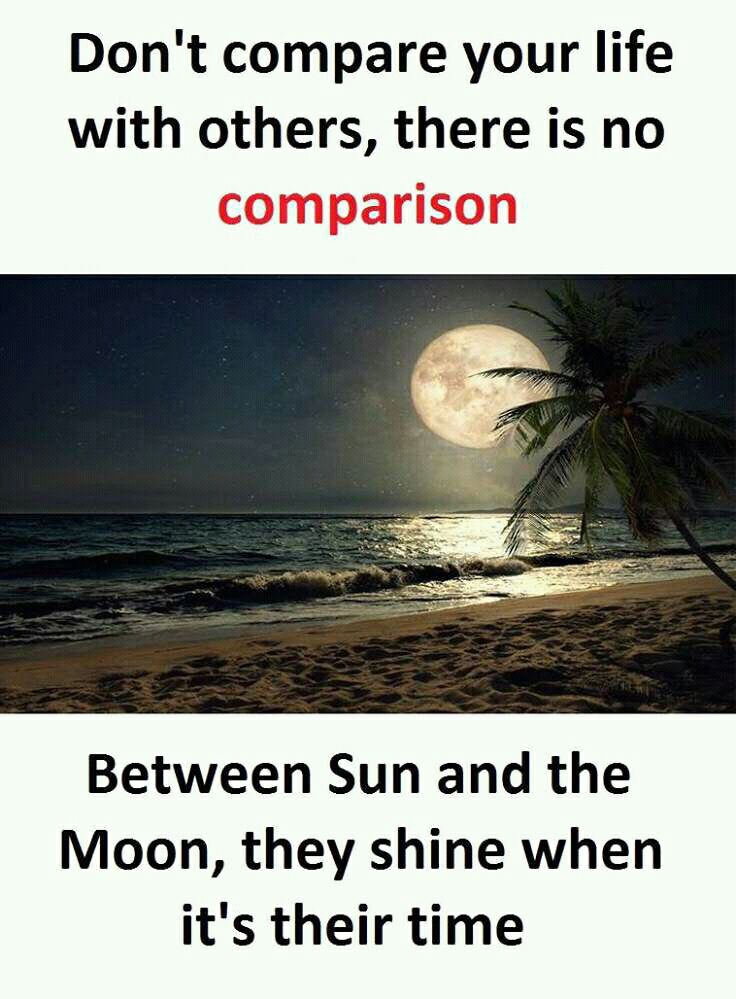 Don't compare your life
with others, there is no
comparison
Between Sun and the
Moon, they shine when
it's their time